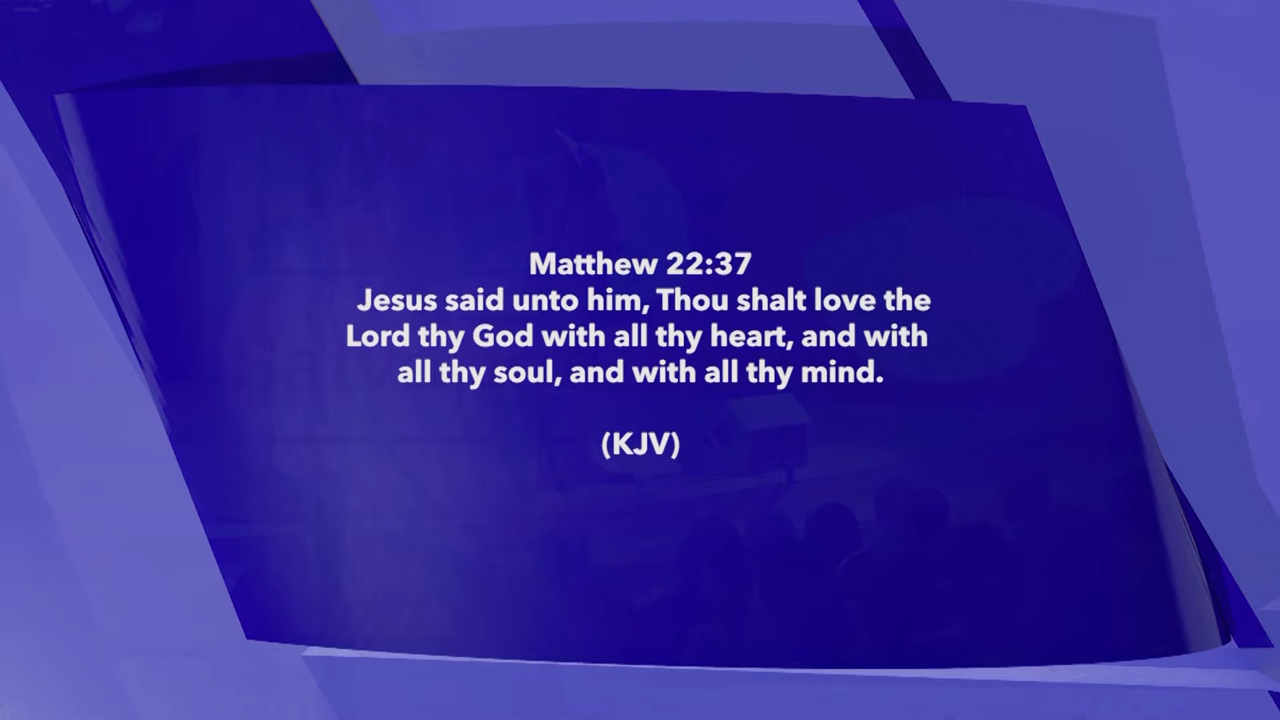 Matthew 22:37
Jesus said unto him, Thou shalt love the
Lord thy God with all thy heart, and with
all thy soul, and with all thy mind.
(KJV)